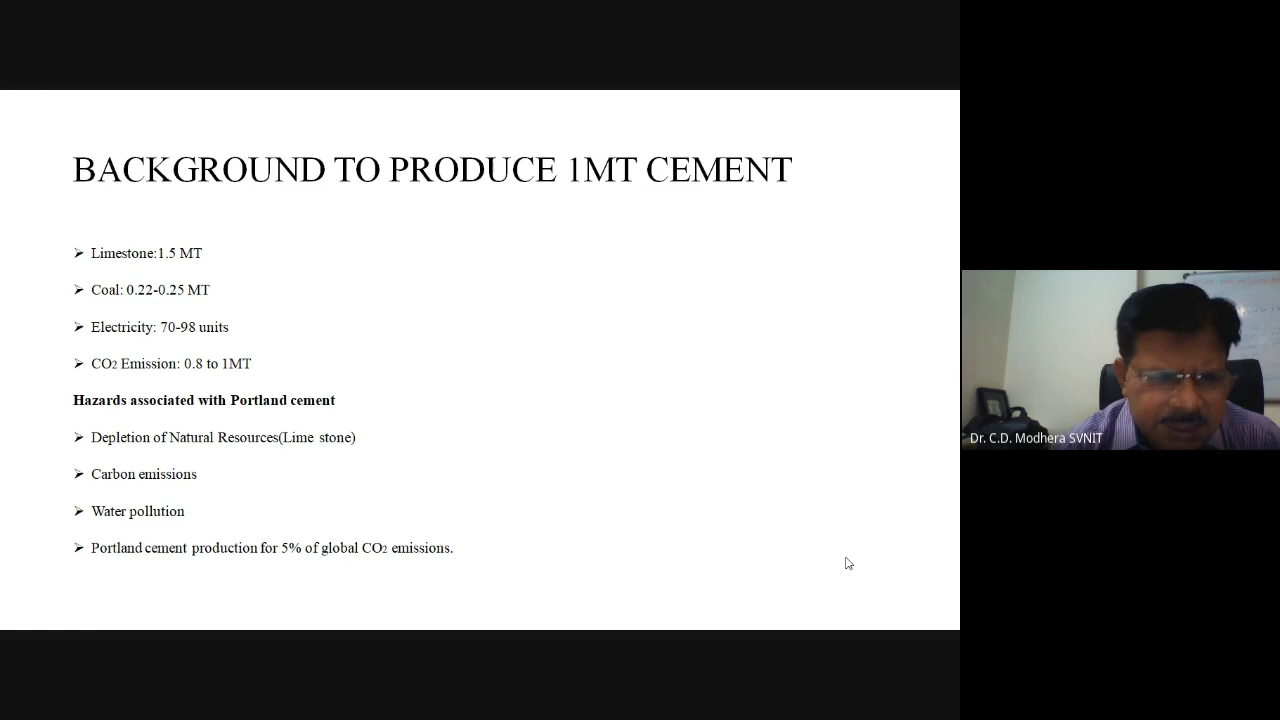 BACKGROUND TO PRODUCE 1MT CEMENT
➢ Limestone:1.5 MT
➢ Coal: 0.22-0.25 MT
➢ Electricity: 70-98 units
➢ CO2 Emission: 0.8 to 1MT
Hazards associated with Portland cement
➢ Depletion of Natural Resources(Lime stone)
➢ Carbon emissions
➢ Water pollution
➢ Portland cement production for 5% of global CO2 emissions.
Dr. C.D. Modhera SVNIT